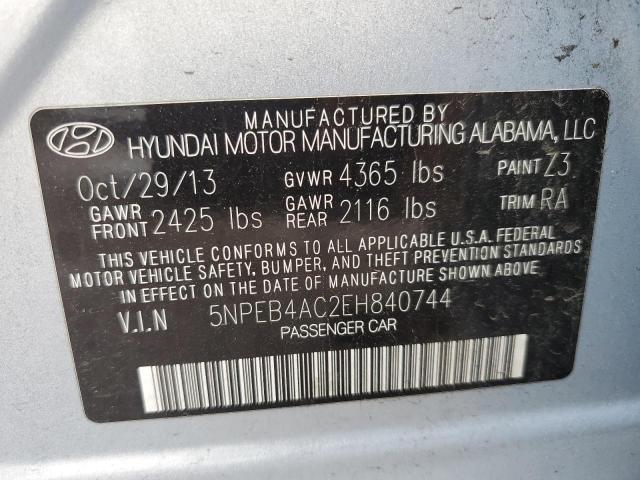 MANUFACTURED BY
HYUNDAI MOTOR MANUFACTURING ALABAMA, LLC
Oct/29/13 GVWR 4365 lbs PAINT Z3
GAWR FRONT 2425 lbs GAWR REAR 2116 lbs TRIM RA
THIS VEHICLE CONFORMS TO ALL APPLICABLE U.S.A. FEDERAL
MOTOR VEHICLE SAFETY, BUMPER, AND THEFT PREVENTION STANDARDS
IN EFFECT ON THE DATE OF MANUFACTURE SHOWN ABOVE.
V.I.N 5NPEB4AC2EH840744
PASSENGER CAR